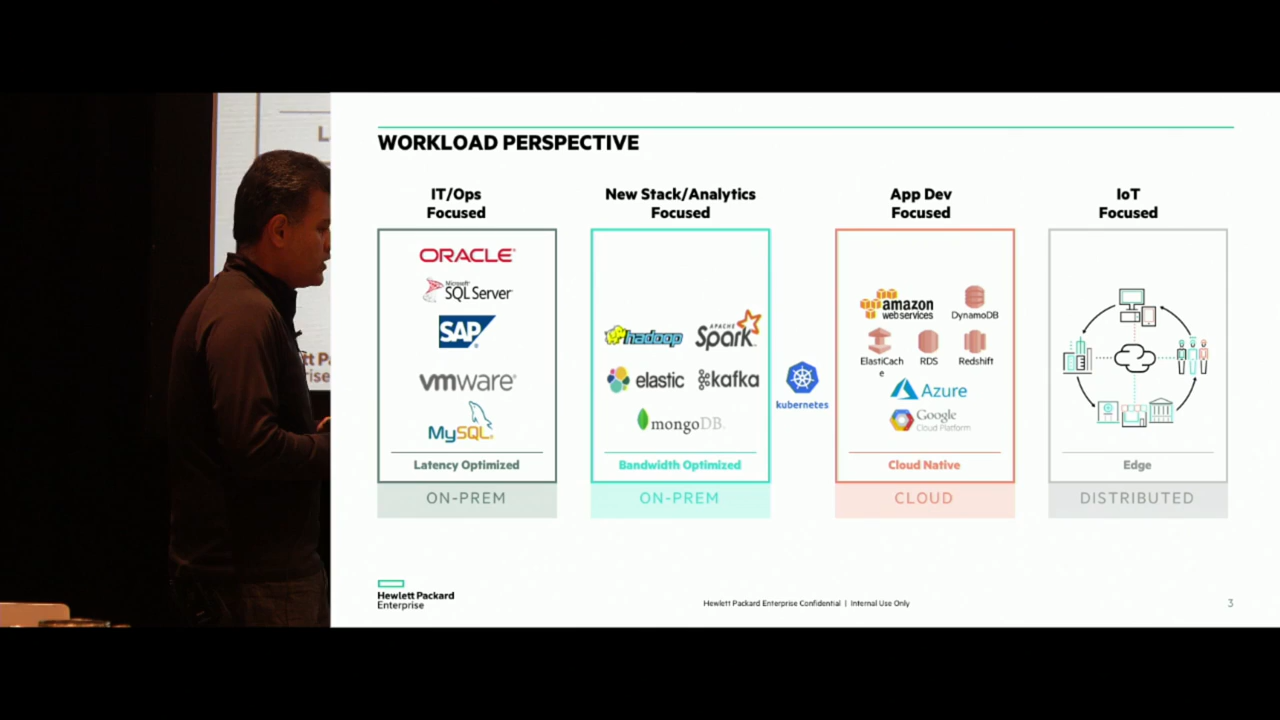 WORKLOAD PERSPECTIVE
IT/Ops
Focused
ORACLE
Microsoft
SQL Server
SAP
vmware
MySQL
Latency Optimized
ON-PREM
New Stack/Analytics
Focused
hadoop
APACHE
Spark
elastic
kafka
mongoDB
Bandwidth Optimized
ON-PREM
kubernetes
App Dev
Focused
amazon
webservices
DynamoDB
ElastiCach
e
RDS
Redshift
Azure
Google
Cloud Platform
Cloud Native
CLOUD
IoT
Focused
Edge
DISTRIBUTED
Hewlett Packard
Enterprise
Hewlett Packard Enterprise Confidential | Internal Use Only
3